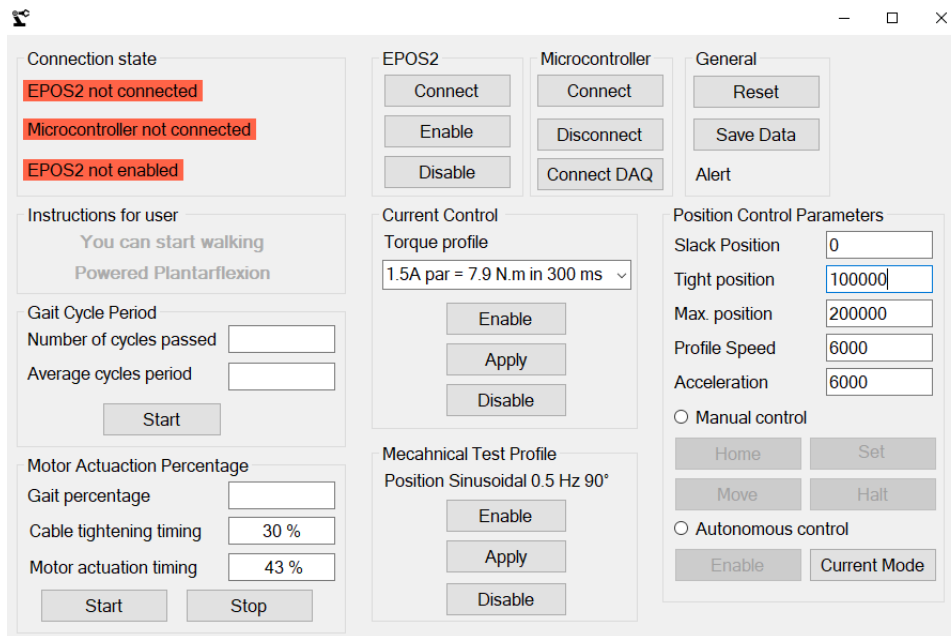 Connection state
EPOS2 not connected
Microcontroller not connected
EPOS2 not enabled
EPOS2
Connect
Enable
Disable
Microcontroller
Connect
Disconnect
Connect DAQ
General
Reset
Save Data
Alert
Instructions for user
You can start walking
Powered Plantarflexion
Gait Cycle Period
Number of cycles passed
Average cycles period
Start
Motor Actuaction Percentage
Gait percentage
Cable tightening timing 30 %
Motor actuation timing 43 %
Start Stop
Current Control
Torque profile
1.5A par = 7.9 N.m in 300 ms
Enable
Apply
Disable
Mecahnical Test Profile
Position Sinusoidal 0.5 Hz 90°
Enable
Apply
Disable
Position Control Parameters
Slack Position 0
Tight position 100000
Max. position 200000
Profile Speed 6000
Acceleration 6000
Manual control
Home Set
Move Halt
Autonomous control
Enable Current Mode